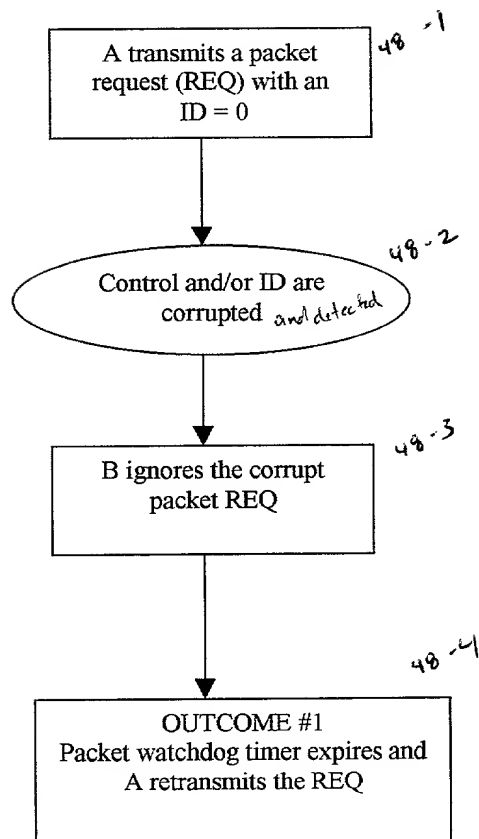 A transmits a packet
request (REQ) with an
ID = 0
48-1
Control and/or ID are
corrupted and detected
48-2
B ignores the corrupt
packet REQ
48-3
OUTCOME #1
Packet watchdog timer expires and
A retransmits the REQ
48-4